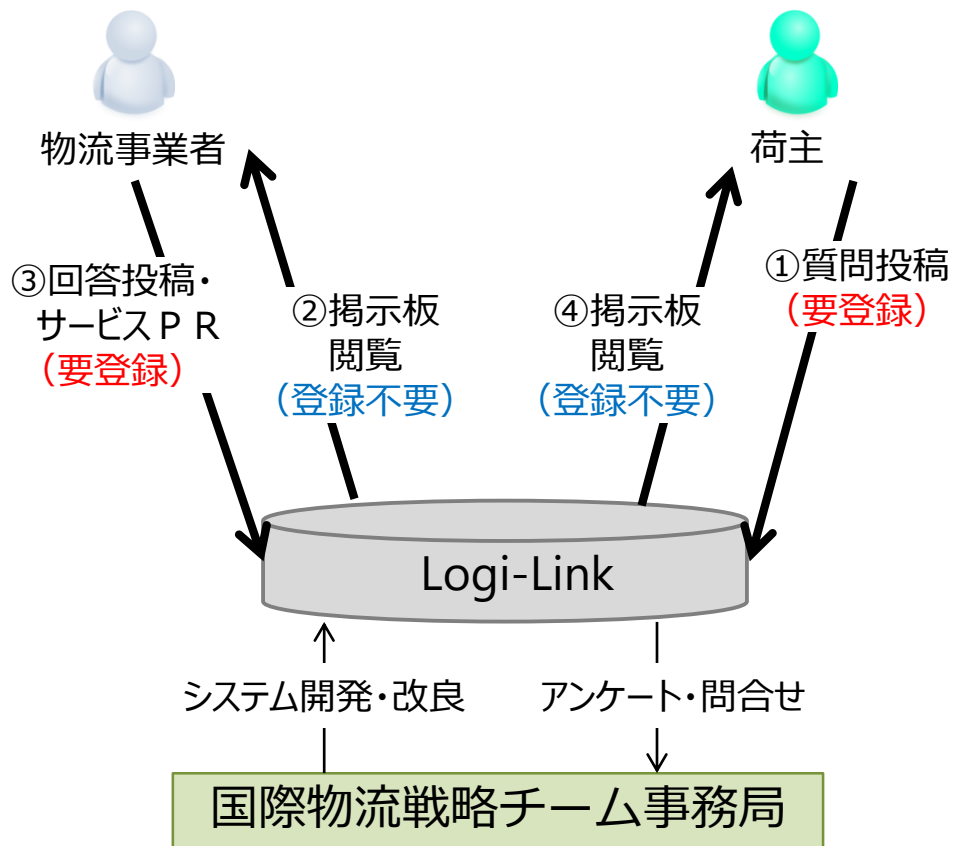 物流事業者
荷主
③回答投稿・
サービスＰＲ
（要登録）
②掲示板
閲覧
（登録不要）
④掲示板
閲覧
（登録不要）
①質問投稿
（要登録）
Logi-Link
システム開発・改良
アンケート・問合せ
国際物流戦略チーム事務局